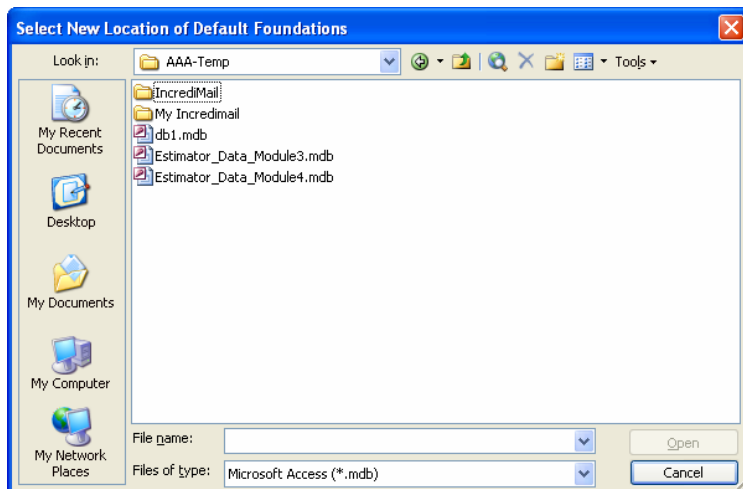 Select New Location of Default Foundations
Look in:
AAA-Temp
Tools
IncrediMail
My Incredimail
db1.mdb
Estimator_Data_Module3.mdb
Estimator_Data_Module4.mdb
My Recent
Documents
Desktop
My Documents
My Computer
My Network
Places
File name:
Open
Files of type:
Microsoft Access (*.mdb)
Cancel